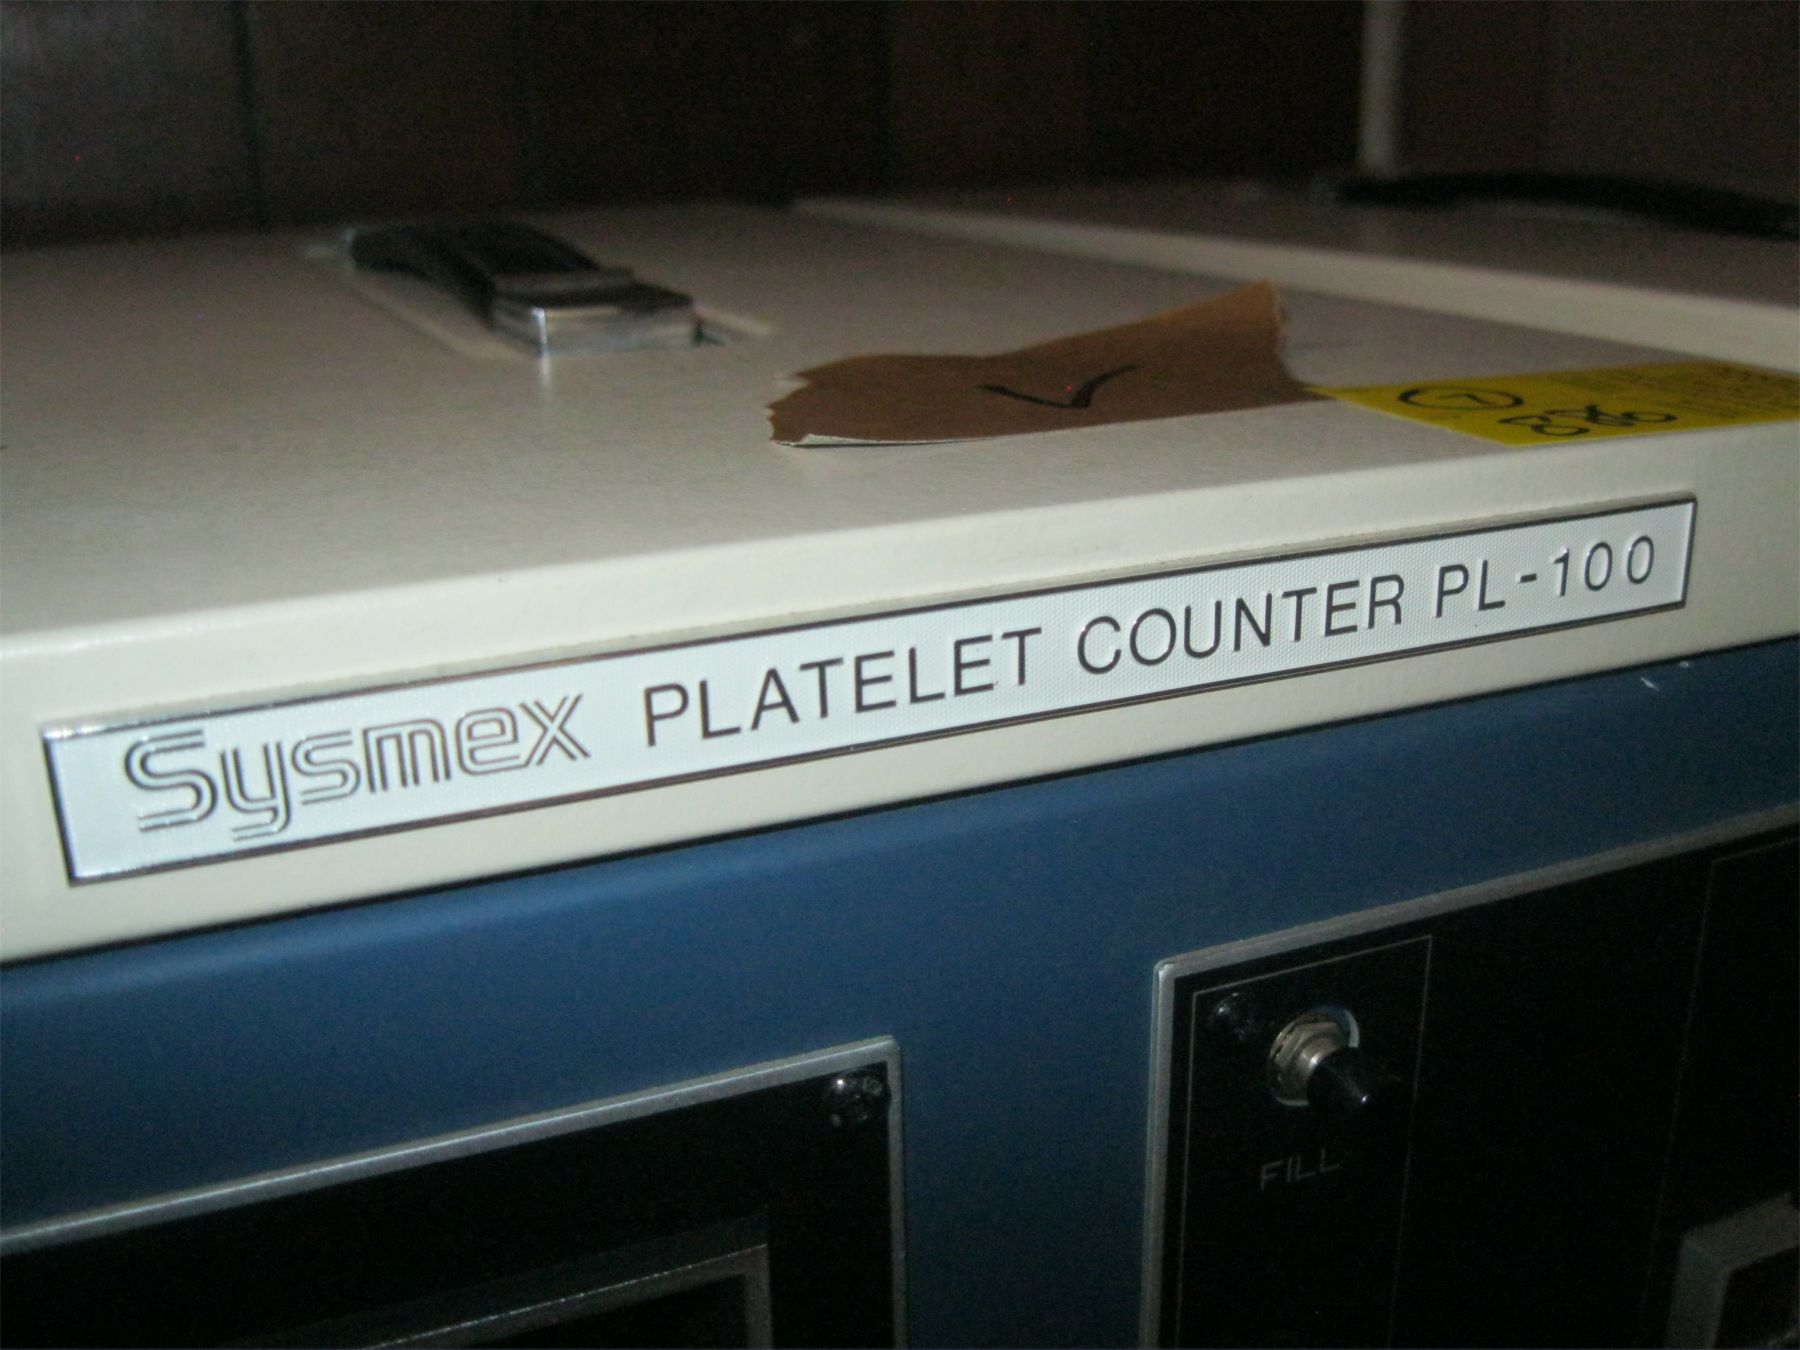 Sysmex PLATELET COUNTER PL-100
FILL